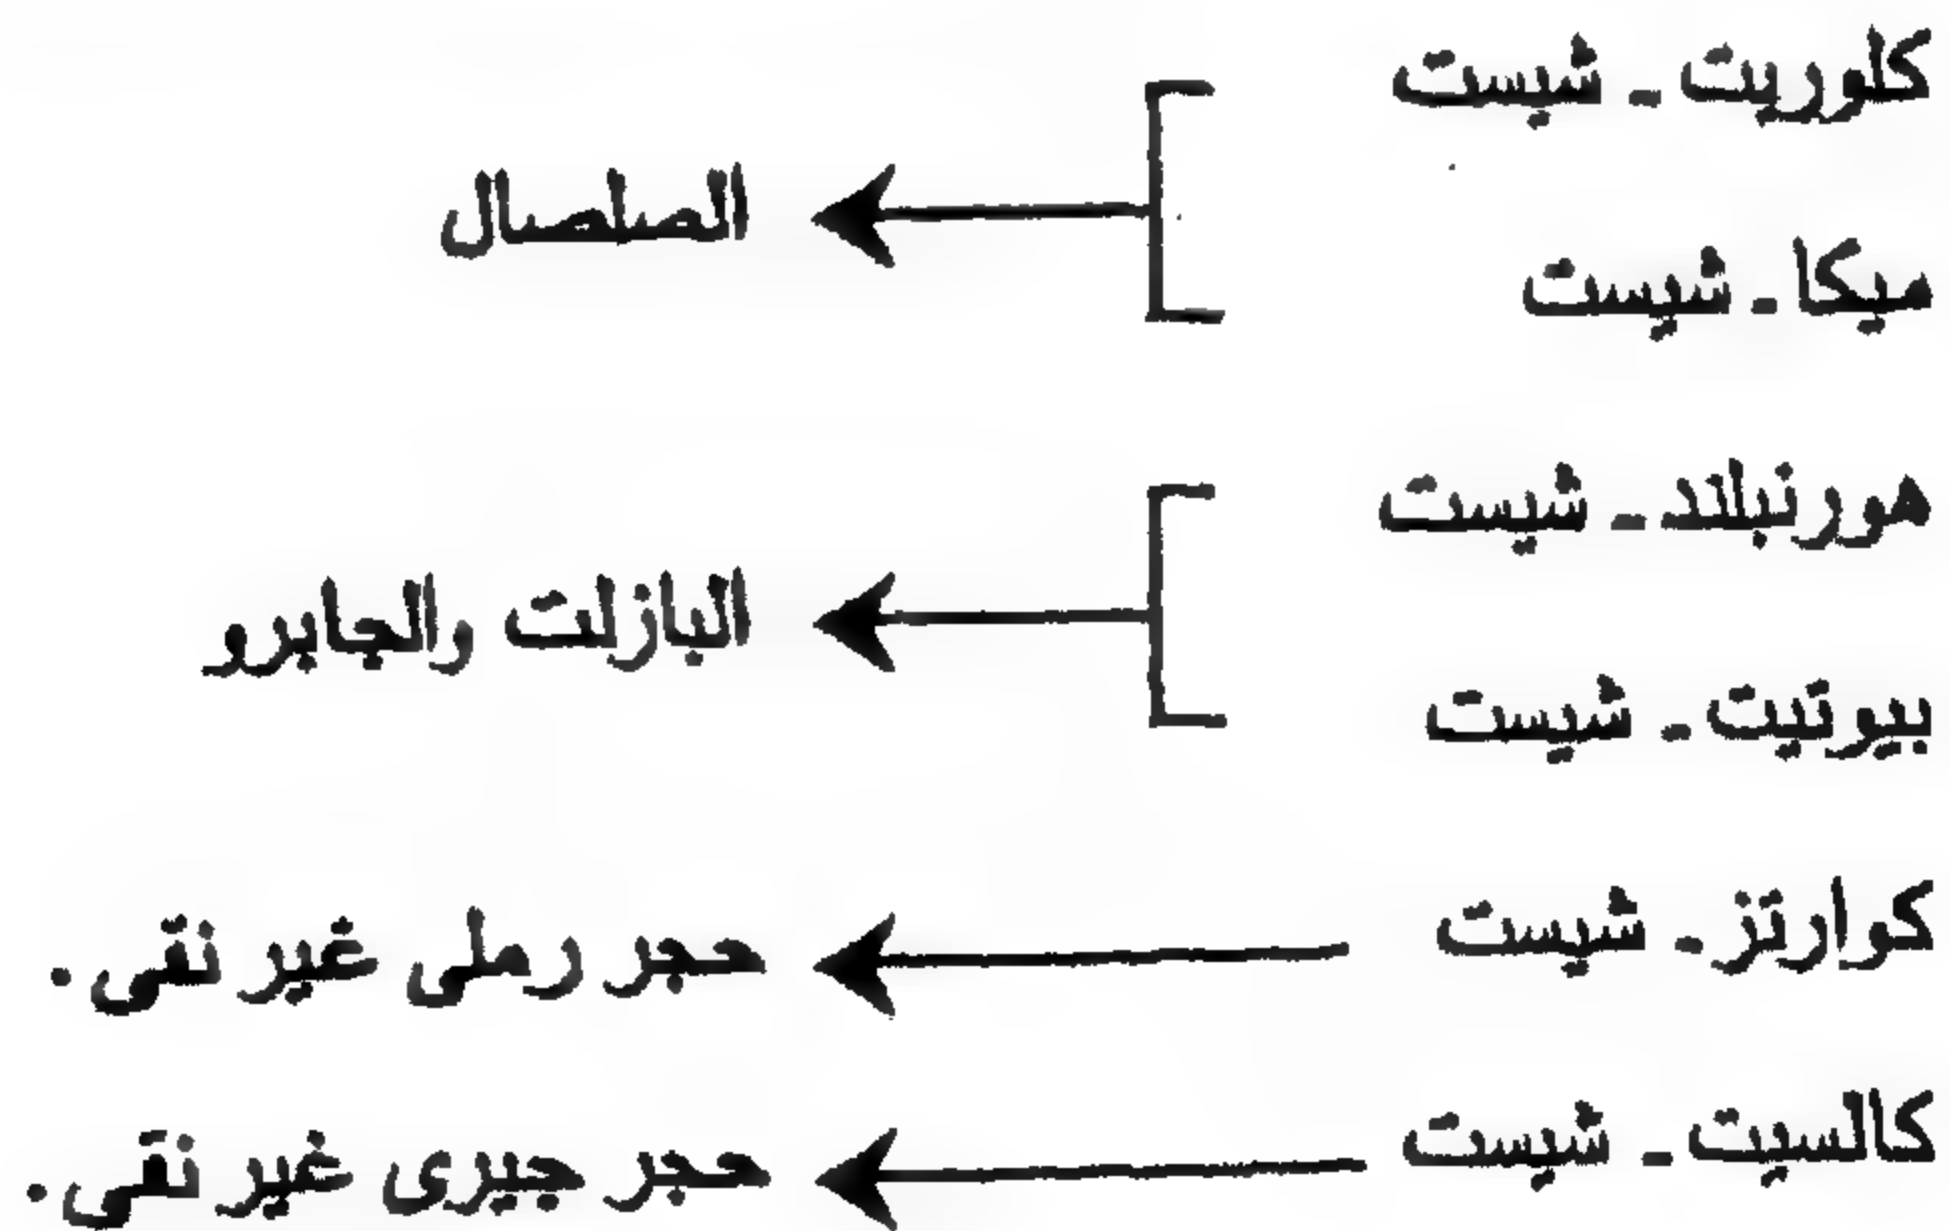 كلوريت - شيست
الصلصال
ميكا - شيست
هورنبلند - شيست
البازلت والجابرو
بيوتيت - شيست
كوارتز - شيست
حجر رملى غير نقى .
كالسيت - شيست
حجر جيرى غير نقى .